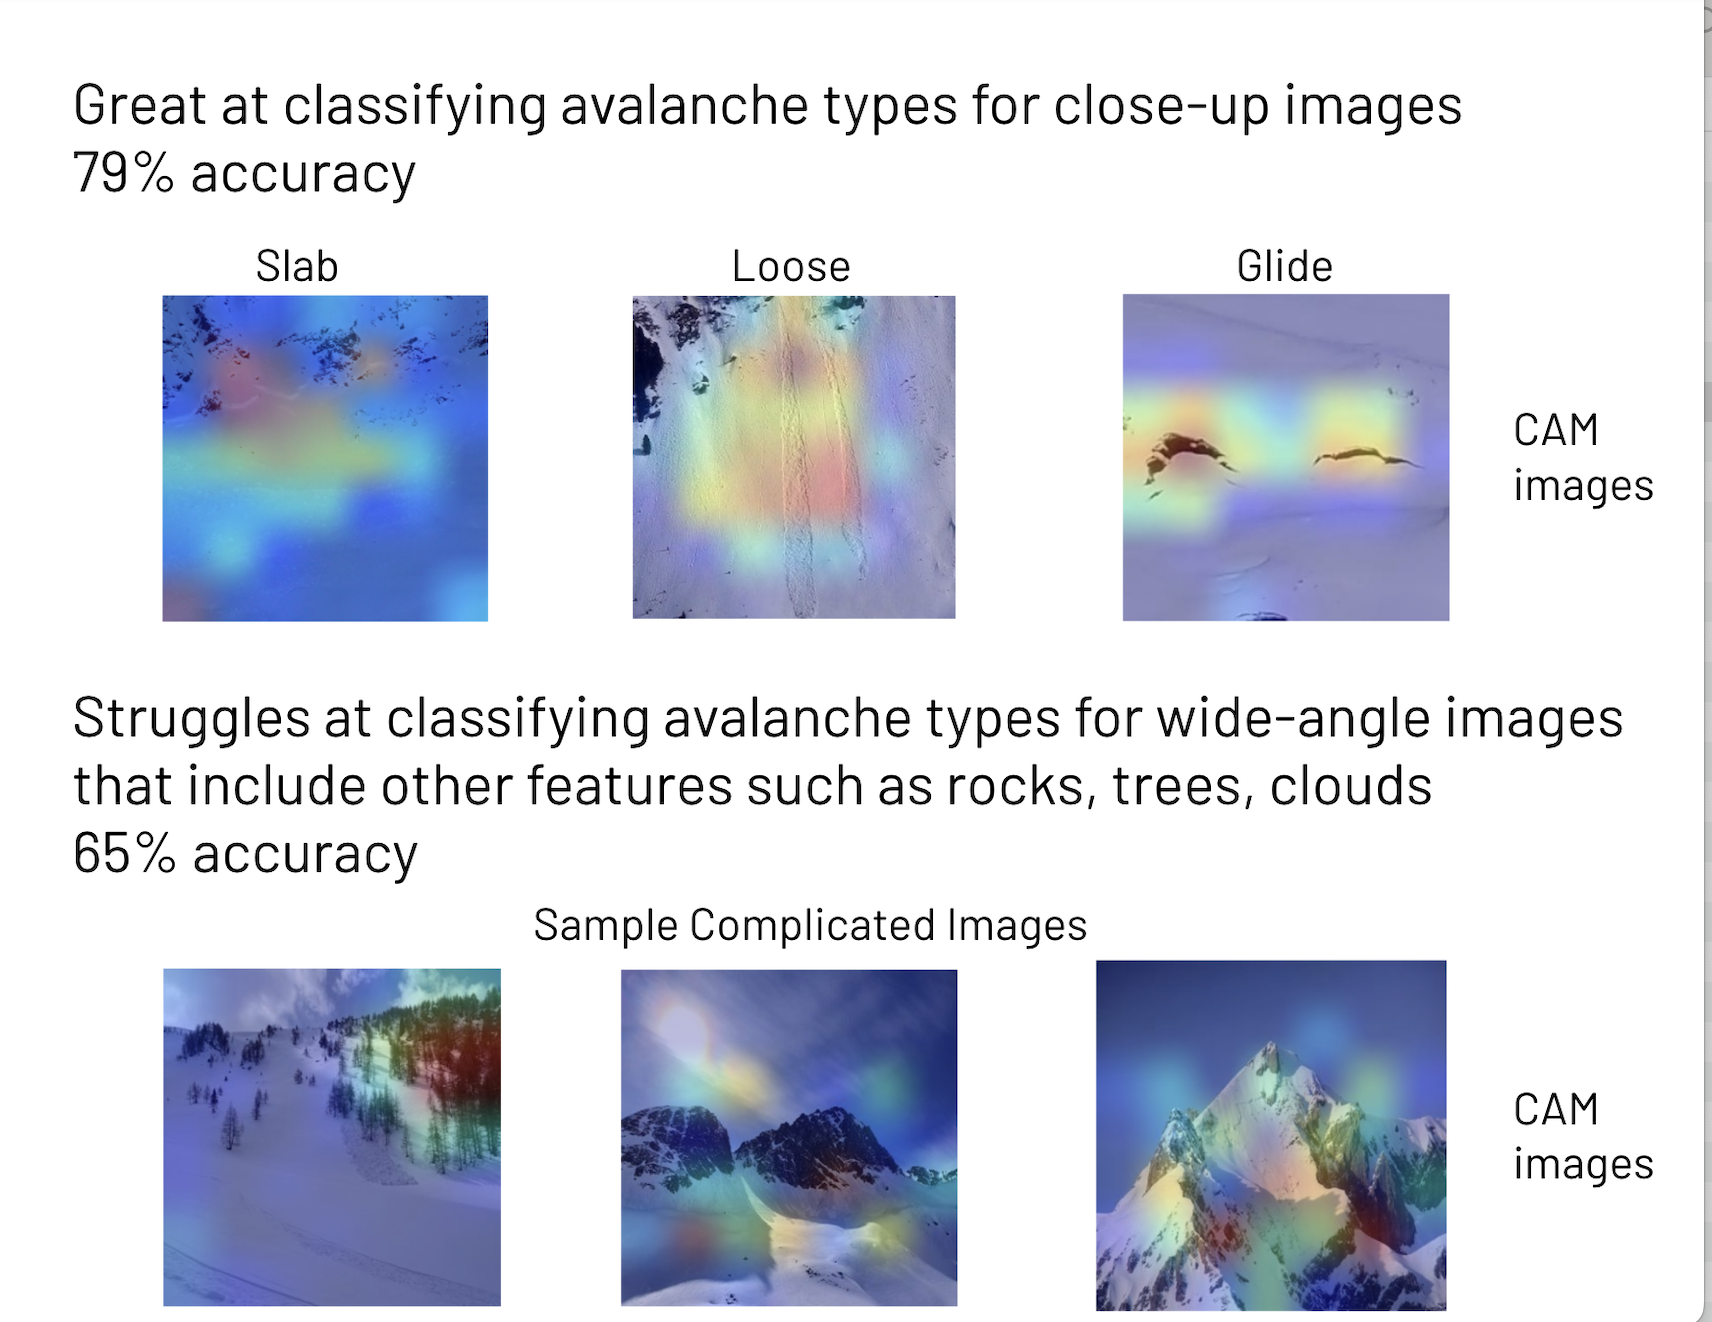 Great at classifying avalanche types for close-up images
79% accuracy
Slab
Loose
Glide
CAM
images
Struggles at classifying avalanche types for wide-angle images
that include other features such as rocks, trees, clouds
65% accuracy
Sample Complicated Images
CAM
images